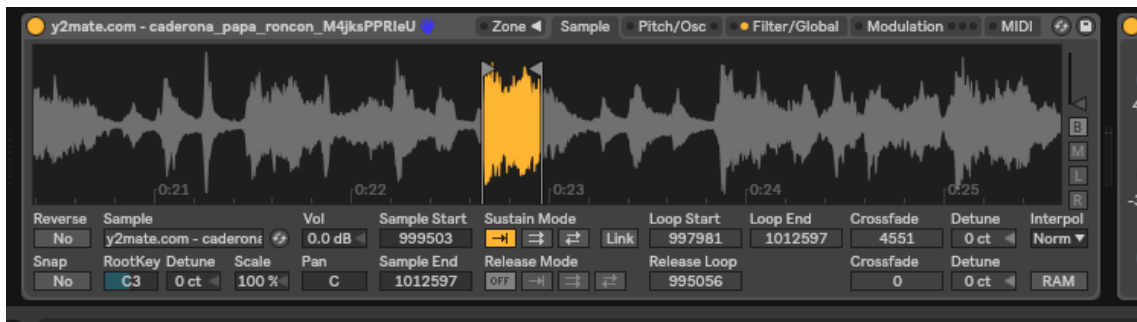 y2mate.com - caderona_papa_roncon_M4jksPPRIeU Zone Sample Pitch/Osc Filter/Global Modulation MIDI
B
M
L
R
0:21 0:22 0:23 0:24 0:25
Reverse Sample Vol Sample Start Sustain Mode Loop Start Loop End Crossfade Detune Interpol
No y2mate.com - caderona 0.0 dB 999503 Link 997981 1012597 4551 0 ct Norm
Snap RootKey Detune Scale Pan Sample End Release Mode Release Loop Crossfade Detune
No C3 0 ct 100 % C 1012597 OFF 995056 0 0 ct RAM